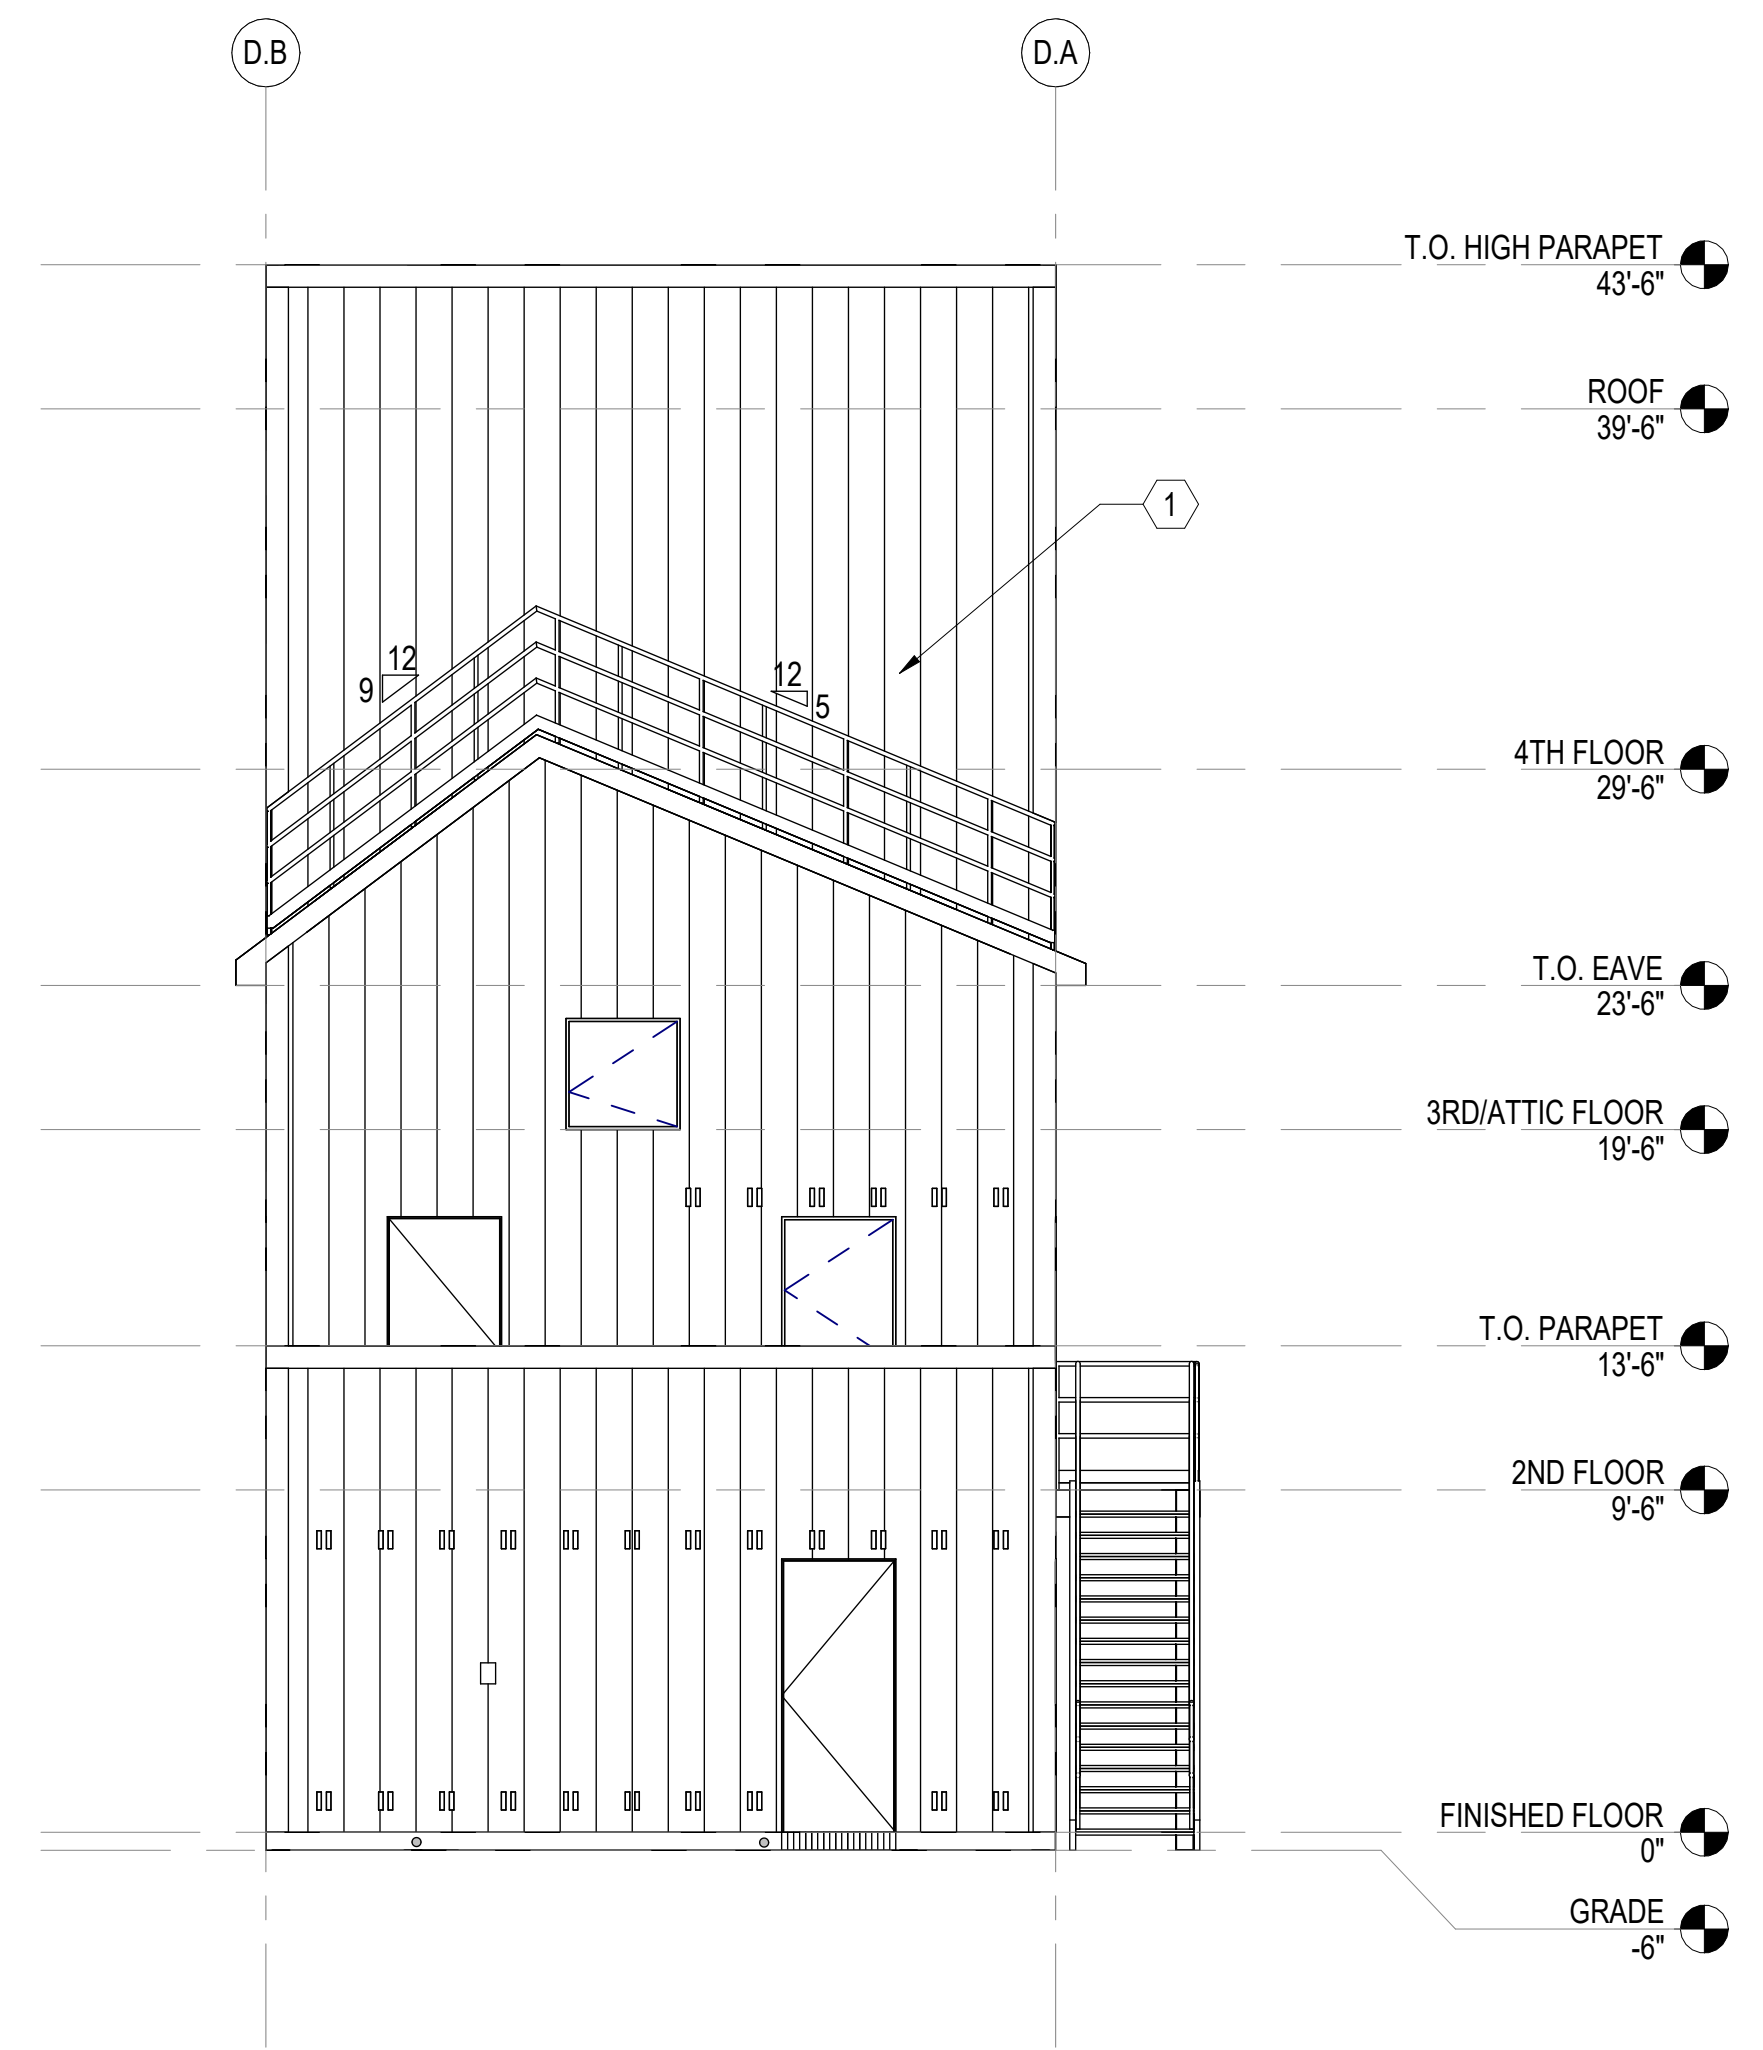 D.B
D.A
T.O. HIGH PARAPET
43'-6"
ROOF
39'-6"
1
12
9
12
5
4TH FLOOR
29'-6"
T.O. EAVE
23'-6"
3RD/ATTIC FLOOR
19'-6"
T.O. PARAPET
13'-6"
2ND FLOOR
9'-6"
FINISHED FLOOR
0"
GRADE
-6"